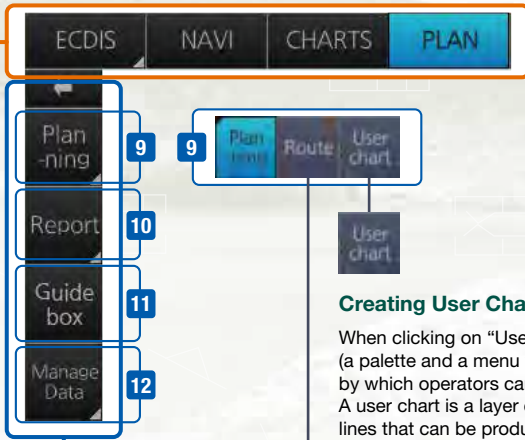 ECDIS NAVI CHARTS PLAN
Plan
-ning
9
9
Plan
-ning
Route
User
chart
Report
10
User
chart
Guide
box
11
Manage
Data
12
Creating User Cha
When clicking on “Use
(a palette and a menu
by which operators ca
A user chart is a layer
lines that can be produ